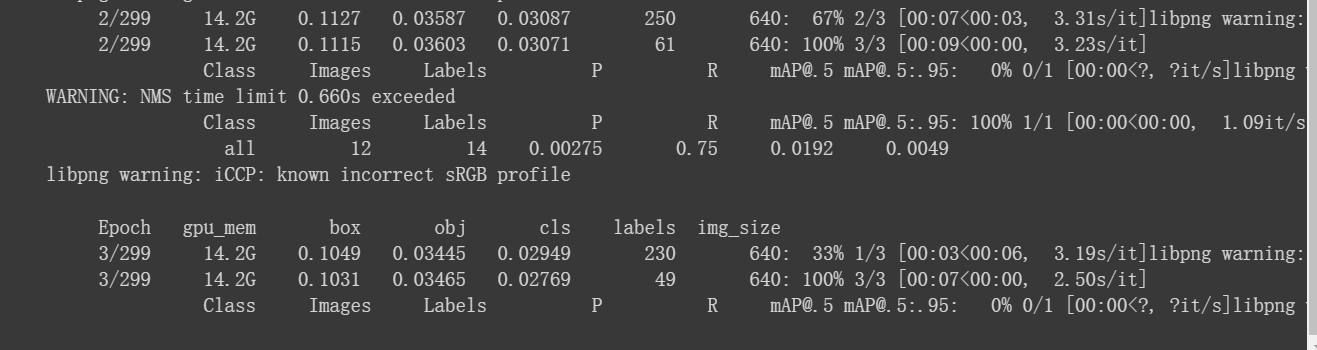 2/299 14.2G 0.1127 0.03587 0.03087 250 640: 67% 2/3 [00:07<00:03, 3.31s/it]libpng warning:
2/299 14.2G 0.1115 0.03603 0.03071 61 640: 100% 3/3 [00:09<00:00, 3.23s/it]
Class Images Labels P R mAP@.5 mAP@.5:.95: 0% 0/1 [00:00<?, ?it/s]libpng
WARNING: NMS time limit 0.660s exceeded
Class Images Labels P R mAP@.5 mAP@.5:.95: 100% 1/1 [00:00<00:00, 1.09it/s
all 12 14 0.00275 0.75 0.0192 0.0049
libpng warning: iCCP: known incorrect sRGB profile
Epoch gpu_mem box obj cls labels img_size
3/299 14.2G 0.1049 0.03445 0.02949 230 640: 33% 1/3 [00:03<00:06, 3.19s/it]libpng warning:
3/299 14.2G 0.1031 0.03465 0.02769 49 640: 100% 3/3 [00:07<00:00, 2.50s/it]
Class Images Labels P R mAP@.5 mAP@.5:.95: 0% 0/1 [00:00<?, ?it/s]libpng